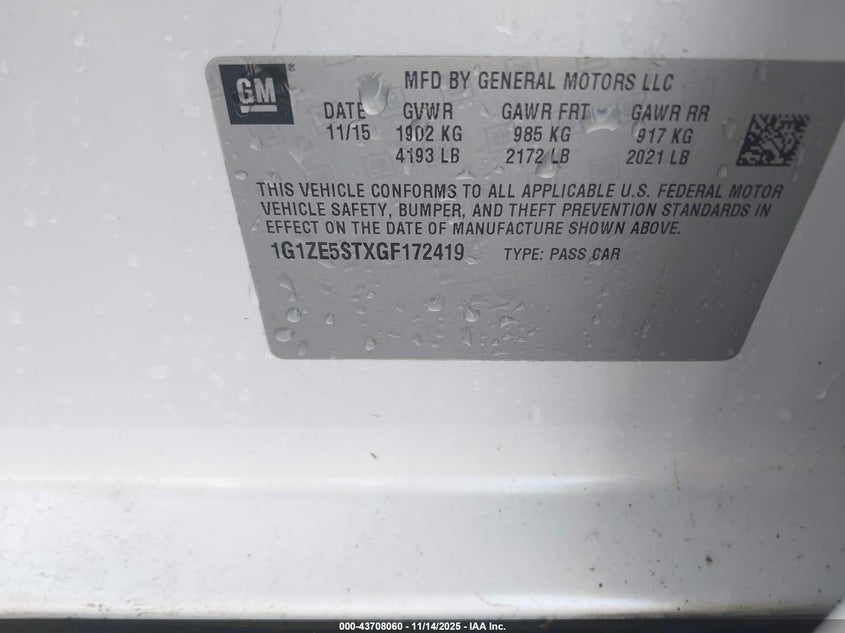 GM ®
MFD BY GENERAL MOTORS LLC
DATE GVWR GAWR FRT GAWR RR
11/15 1902 KG 985 KG 917 KG
4193 LB 2172 LB 2021 LB
THIS VEHICLE CONFORMS TO ALL APPLICABLE U.S. FEDERAL MOTOR
VEHICLE SAFETY, BUMPER, AND THEFT PREVENTION STANDARDS IN
EFFECT ON THE DATE OF MANUFACTURE SHOWN ABOVE.
1G1ZE5STXGF172419 TYPE: PASS CAR
000-43708060 - 11/14/2025 - IAA Inc.